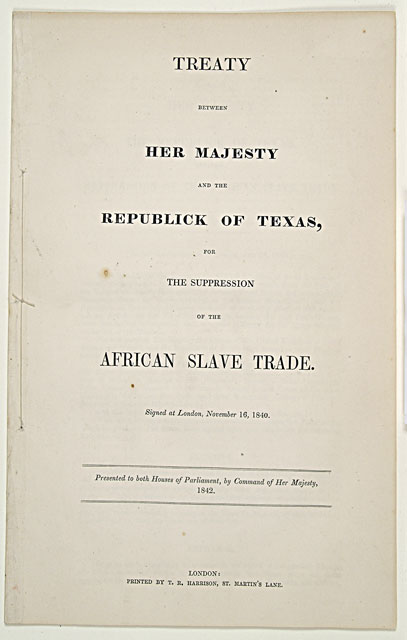 TREATY
BETWEEN
HER MAJESTY
AND THE
REPUBLICK OF TEXAS,
FOR
THE SUPPRESSION
OF THE
AFRICAN SLAVE TRADE.
Signed at London, November 16, 1840.
Presented to both Houses of Parliament, by Command of Her Majesty,
1842.
LONDON:
PRINTED BY T. R. HARRISON, ST. MARTIN'S LANE.